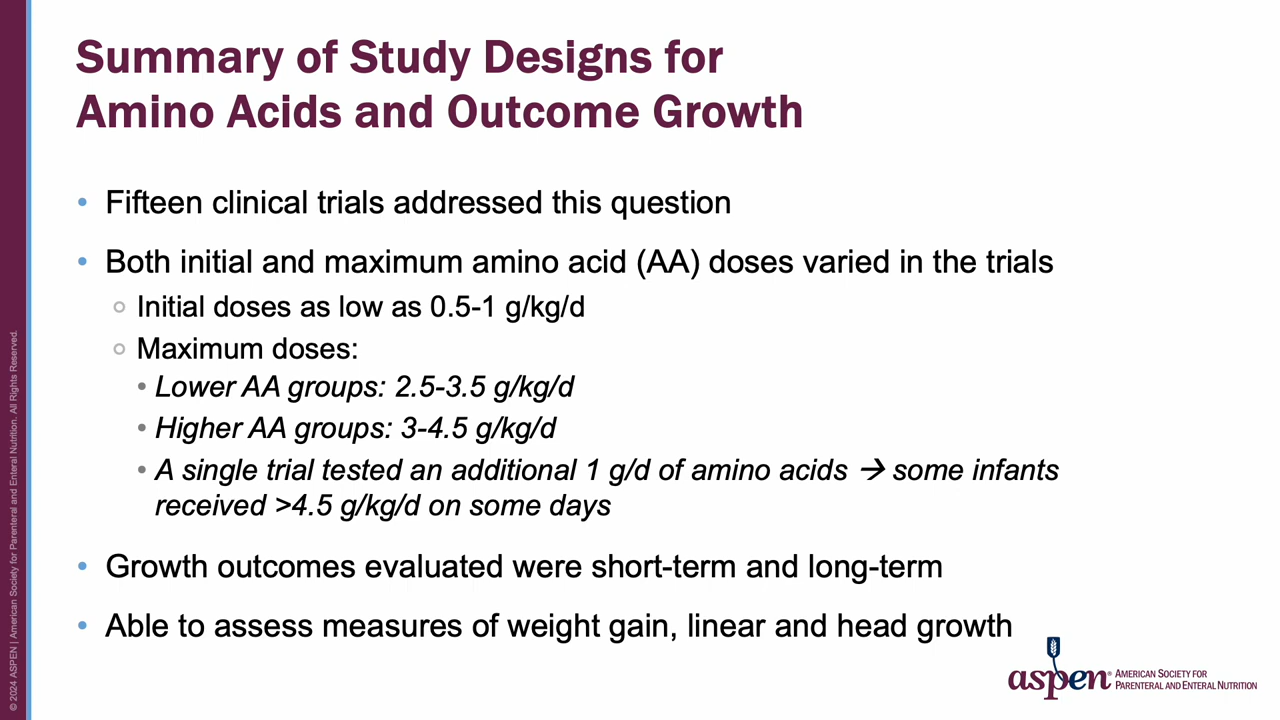 Summary of Study Designs for
Amino Acids and Outcome Growth
• Fifteen clinical trials addressed this question
• Both initial and maximum amino acid (AA) doses varied in the trials
○ Initial doses as low as 0.5-1 g/kg/d
○ Maximum doses:
• Lower AA groups: 2.5-3.5 g/kg/d
• Higher AA groups: 3-4.5 g/kg/d
• A single trial tested an additional 1 g/d of amino acids → some infants
received >4.5 g/kg/d on some days
• Growth outcomes evaluated were short-term and long-term
• Able to assess measures of weight gain, linear and head growth
© 2024 ASPEN | American Society for Parenteral and Enteral Nutrition. All Rights Reserved.
aspen®
AMERICAN SOCIETY FOR
PARENTERAL AND ENTERAL NUTRITION